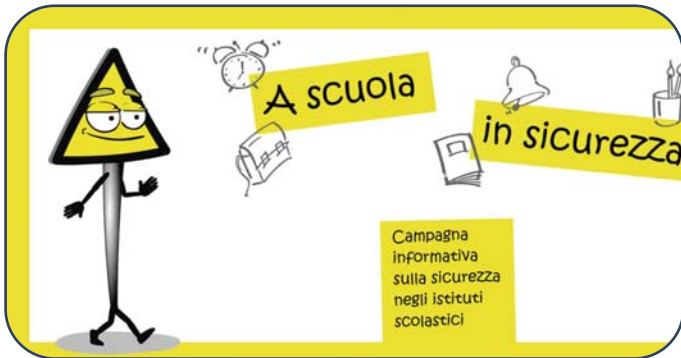 A scuola
in sicurezza
Campagna
informativa
sulla sicurezza
negli istituti
scolastici